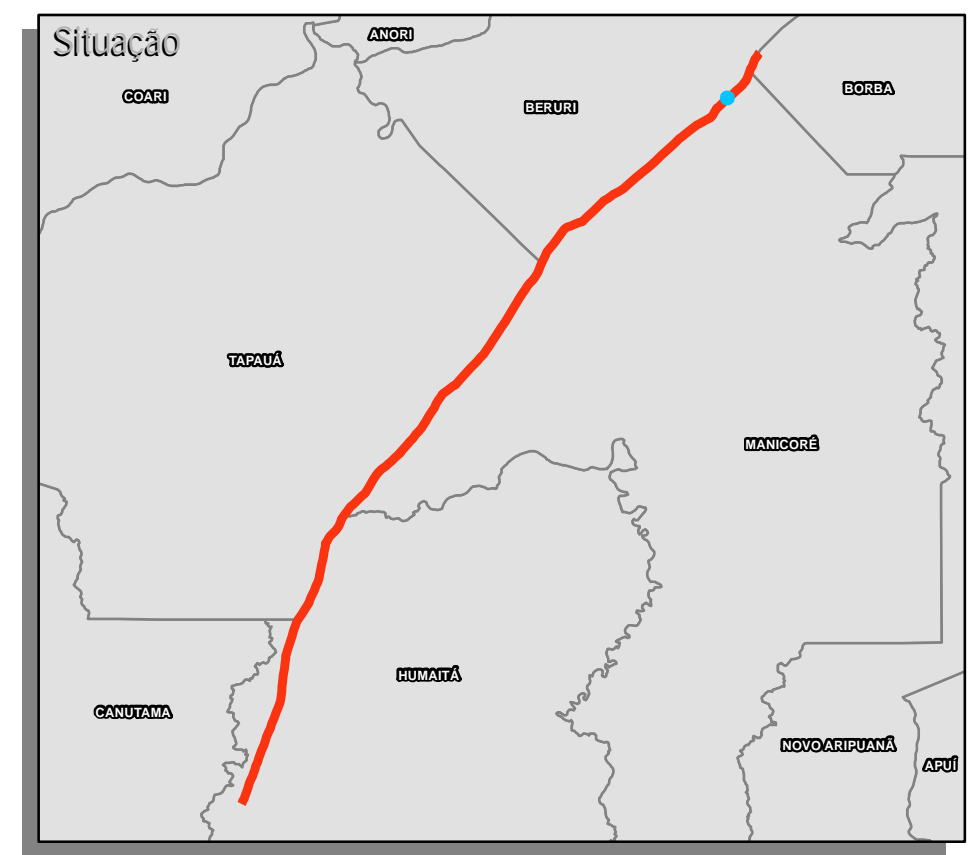 Situação
ANORI
COARI
BORBA
BERURI
TAPAUÁ
MANICORÉ
HUMAITÁ
CANUTAMA
NOVO ARIPUANÃ
APUÍ